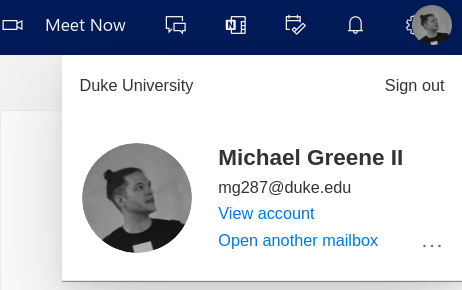 Meet Now
Duke University
Sign out
Michael Greene II
mg287@duke.edu
View account
Open another mailbox